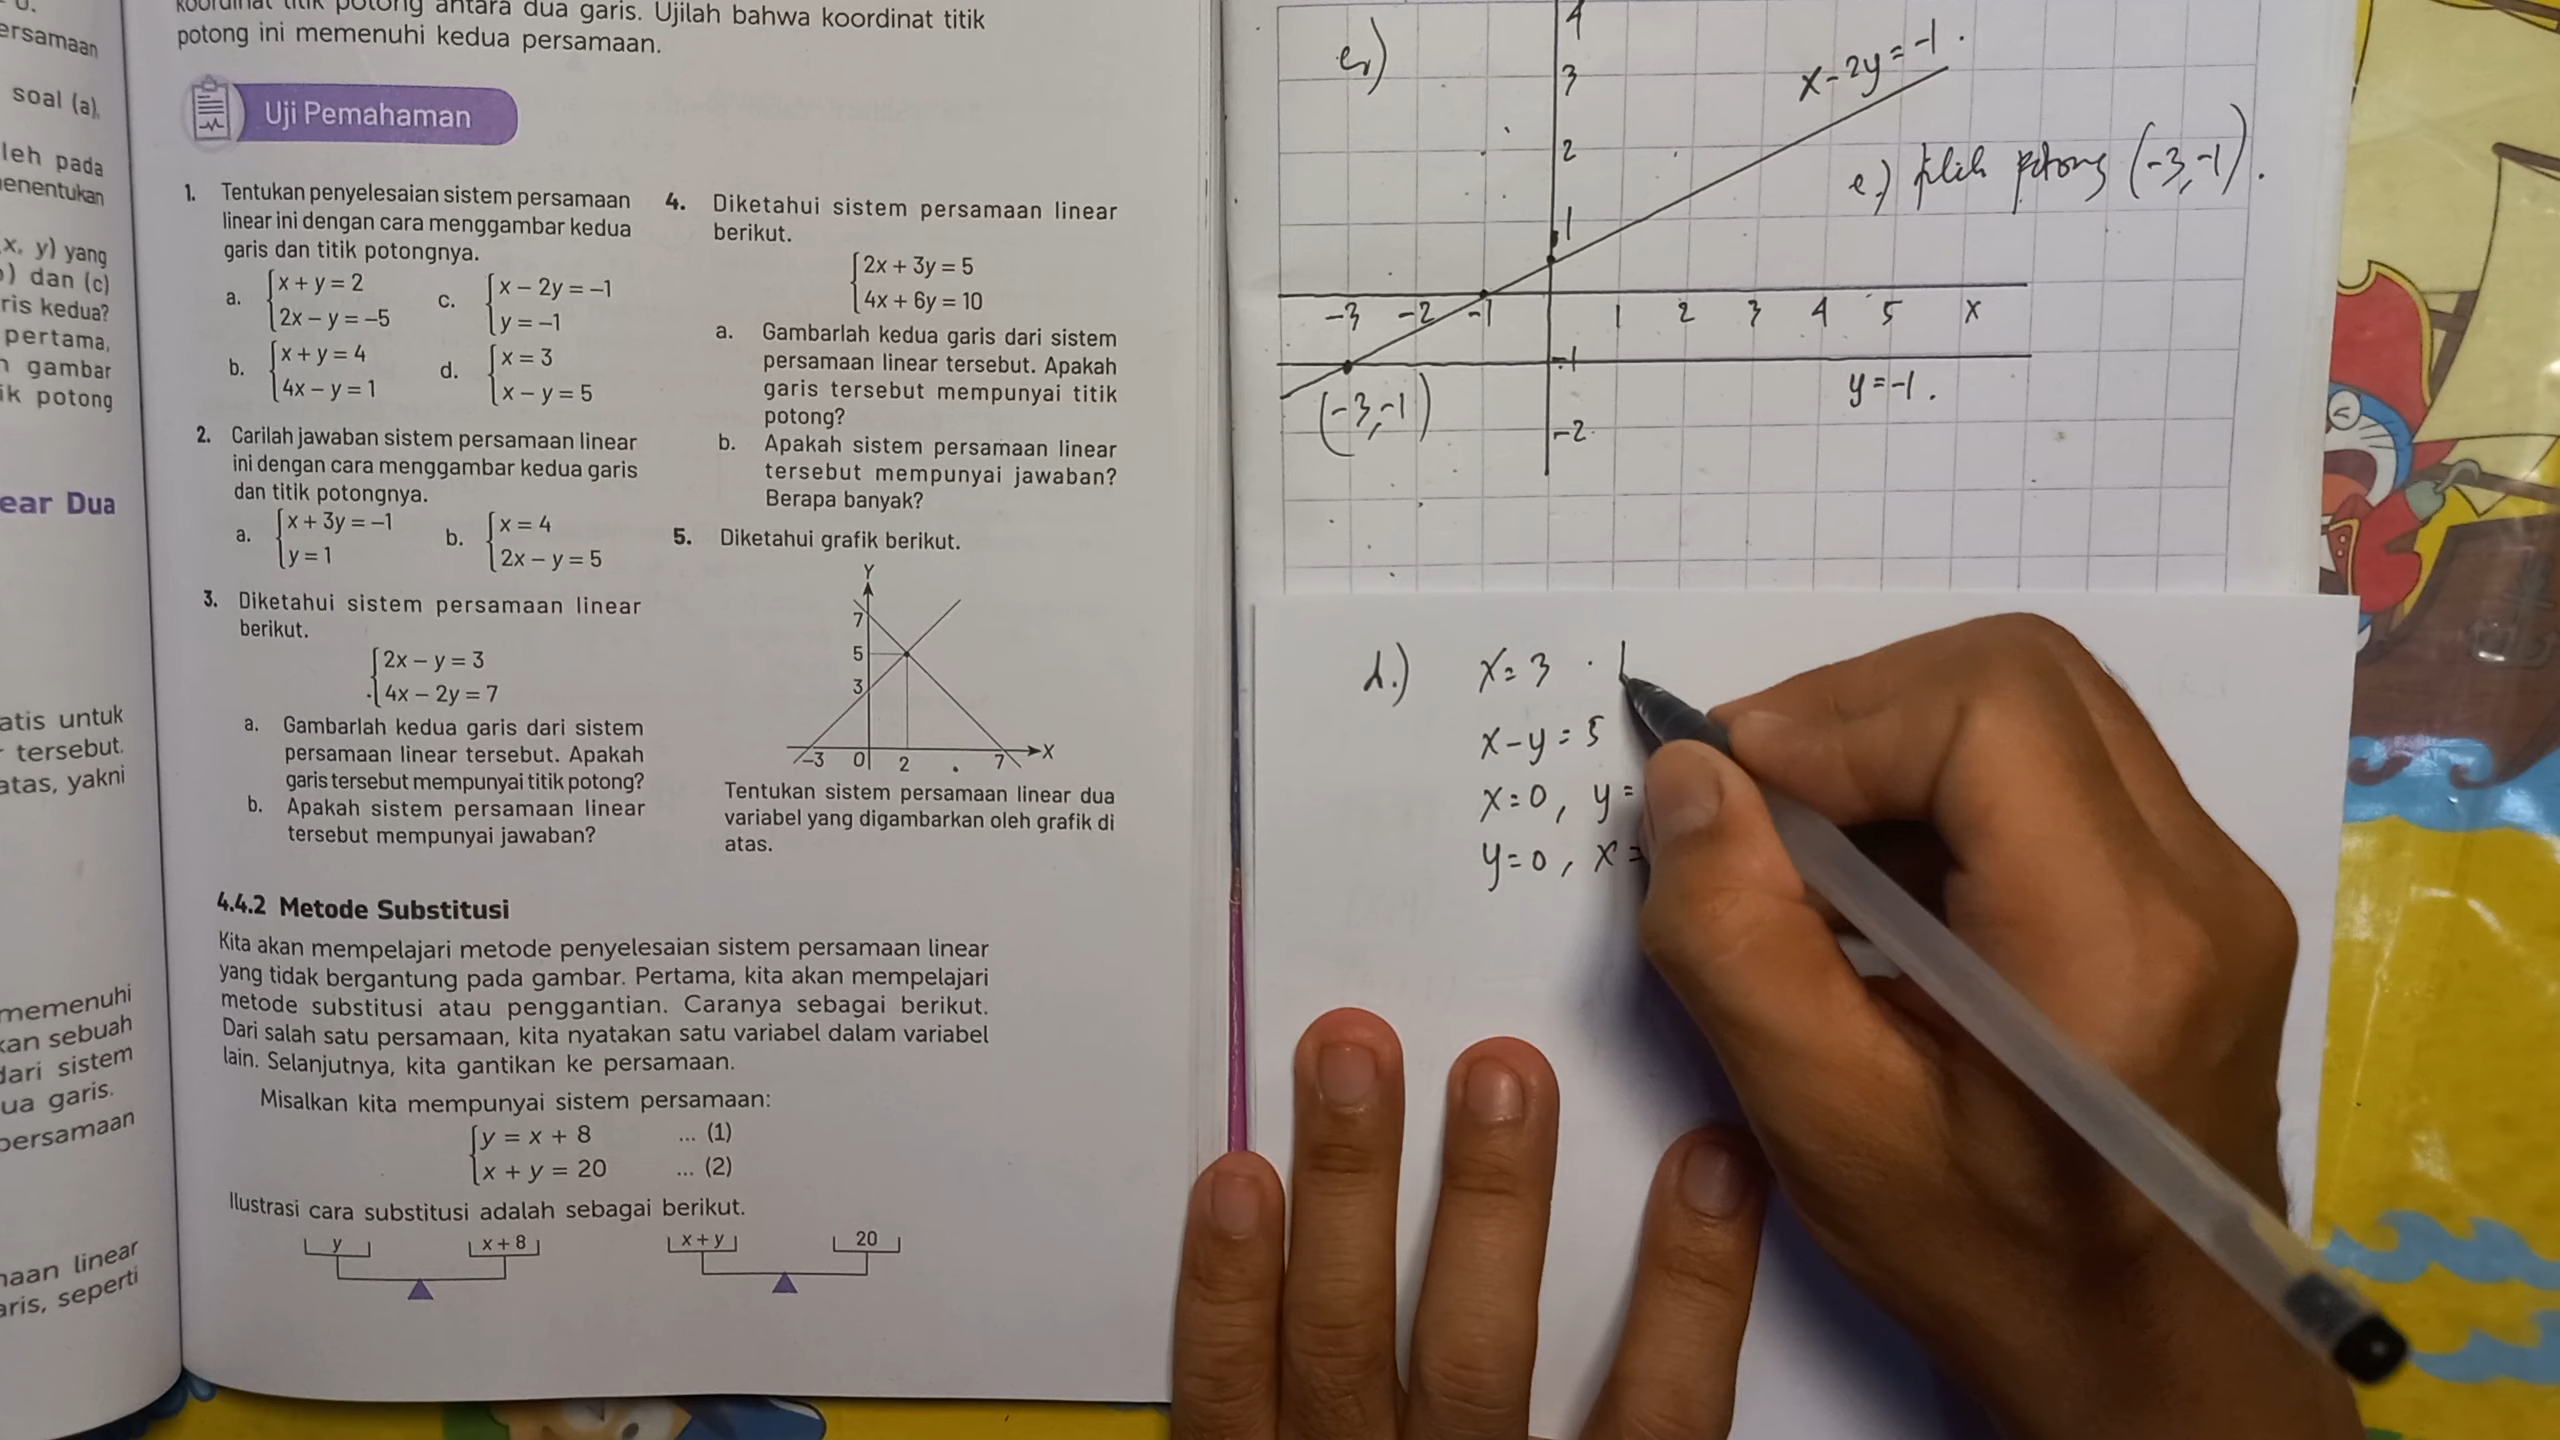 ersamaan
soal (a),
leh pada
enentukan
x, y) yang
) dan (c)
ris kedua?
pertama,
gambar
ik potong
ear Dua
atis untuk
tersebut.
atas, yakni
memenuhi
kan sebuah
dari sistem
ua garis.
persamaan
naan linear
aris, seperti
koordinat titik potong antara dua garis. Ujilah bahwa koordinat titik
potong ini memenuhi kedua persamaan.
Uji Pemahaman
1. Tentukan penyelesaian sistem persamaan
linear ini dengan cara menggambar kedua
garis dan titik potongnya.
a. x + y = 2
2x – y = –5
c. x – 2y = –1
y = –1
b. x + y = 4
4x – y = 1
d. x = 3
x – y = 5
2. Carilah jawaban sistem persamaan linear
ini dengan cara menggambar kedua garis
dan titik potongnya.
a. x + 3y = –1
y = 1
b. x = 4
2x – y = 5
3. Diketahui sistem persamaan linear
berikut.
2x – y = 3
4x – 2y = 7
a. Gambarlah kedua garis dari sistem
persamaan linear tersebut. Apakah
garis tersebut mempunyai titik potong?
b. Apakah sistem persamaan linear
tersebut mempunyai jawaban?
4. Diketahui sistem persamaan linear
berikut.
2x + 3y = 5
4x + 6y = 10
a. Gambarlah kedua garis dari sistem
persamaan linear tersebut. Apakah
garis tersebut mempunyai titik
potong?
b. Apakah sistem persamaan linear
tersebut mempunyai jawaban?
Berapa banyak?
5. Diketahui grafik berikut.
Y
7
5
3
–3 0 2 7 X
Tentukan sistem persamaan linear dua
variabel yang digambarkan oleh grafik di
atas.
4.4.2 Metode Substitusi
Kita akan mempelajari metode penyelesaian sistem persamaan linear
yang tidak bergantung pada gambar. Pertama, kita akan mempelajari
metode substitusi atau penggantian. Caranya sebagai berikut.
Dari salah satu persamaan, kita nyatakan satu variabel dalam variabel
lain. Selanjutnya, kita gantikan ke persamaan.
Misalkan kita mempunyai sistem persamaan:
y = x + 8 ... (1)
x + y = 20 ... (2)
Ilustrasi cara substitusi adalah sebagai berikut.
y x + 8 x + y 20
4
x-2y=-1.
3
2
potong (-3,-1).
1
-3 -2 -1 1 2 3 4 5 x
-1
y=-1.
(-3,-1)
-2
d.) x=3
x-y=5
x=0, y=
y=0, x=